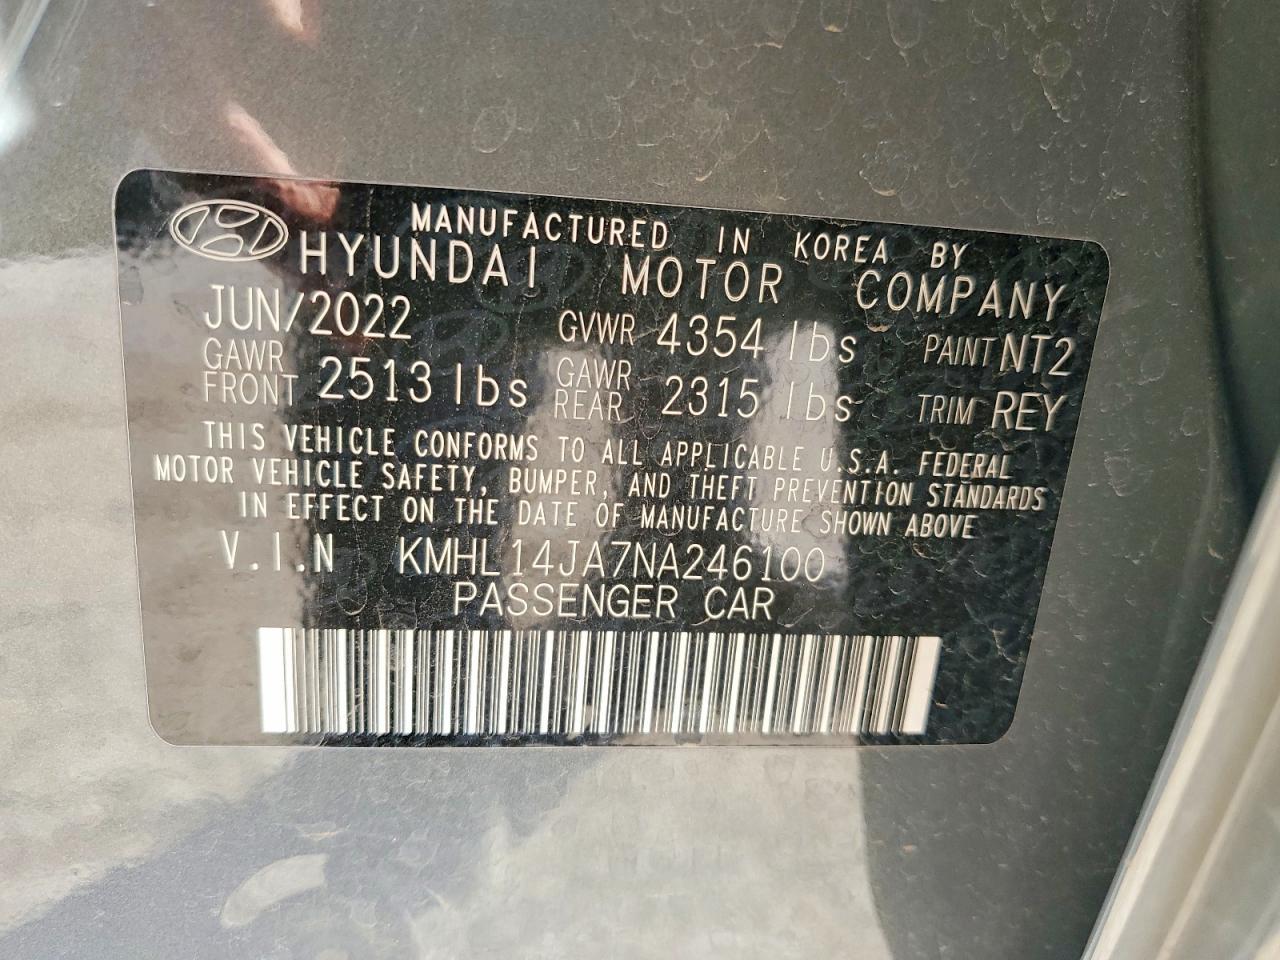 MANUFACTURED IN KOREA BY
HYUNDAI MOTOR COMPANY
JUN/2022 GVWR 4354 lbs PAINT NT2
GAWR FRONT 2513 lbs GAWR REAR 2315 lbs TRIM REY
THIS VEHICLE CONFORMS TO ALL APPLICABLE U.S.A. FEDERAL
MOTOR VEHICLE SAFETY, BUMPER, AND THEFT PREVENTION STANDARDS
IN EFFECT ON THE DATE OF MANUFACTURE SHOWN ABOVE
V.I.N KMHL14JA7NA246100
PASSENGER CAR